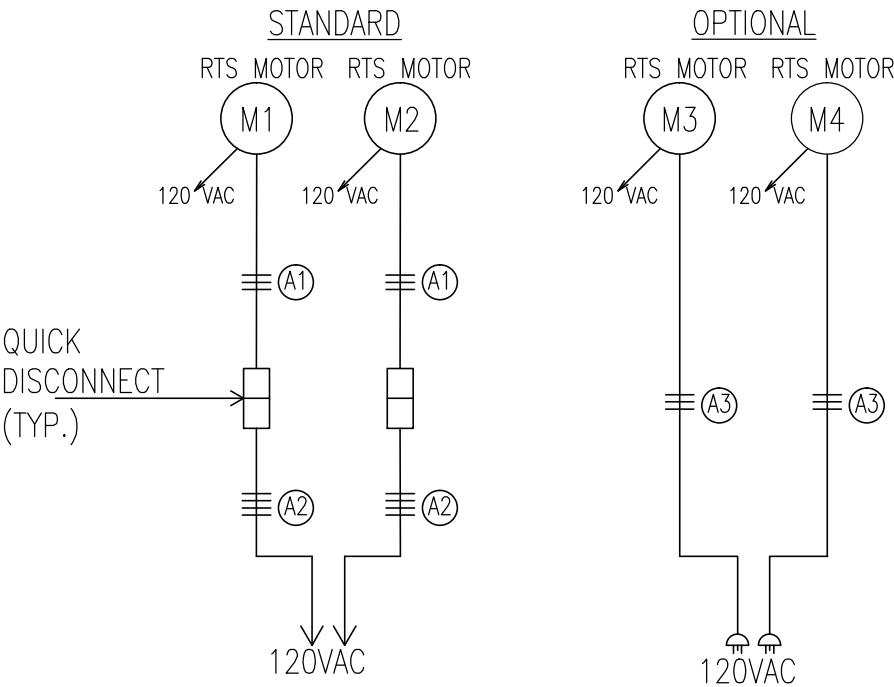 STANDARD
OPTIONAL
RTS MOTOR
RTS MOTOR
RTS MOTOR
RTS MOTOR
M1
M2
M3
M4
120 VAC
120 VAC
120 VAC
120 VAC
A1
A1
QUICK
DISCONNECT
(TYP.)
A3
A3
A2
A2
120VAC
120VAC